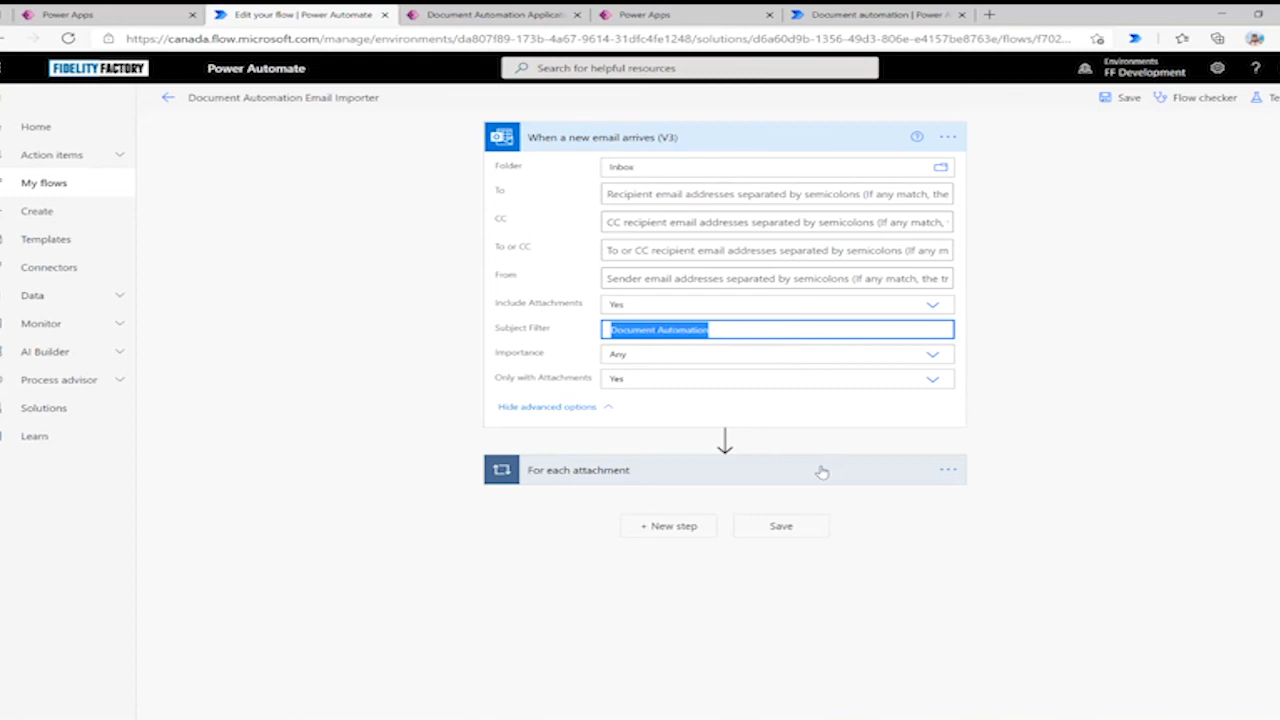 Power Apps
Edit your flow | Power Automate
Document Automation Applicat
Power Apps
Document automation | Power A
https://canada.flow.microsoft.com/manage/environments/da807f89-173b-4a67-9614-31dfc4fe1248/solutions/d6a60d9b-1356-49d3-806e-e4157be8763e/flows/f702...
FIDELITY FACTORY
Power Automate
Search for helpful resources
Environments
FF Development
?
Document Automation Email Importer
Save
Flow checker
Te
Home
Action items
My flows
Create
Templates
Connectors
Data
Monitor
AI Builder
Process advisor
Solutions
Learn
When a new email arrives (V3)
Folder
Inbox
To
Recipient email addresses separated by semicolons (If any match, the
CC
CC recipient email addresses separated by semicolons (If any match,
To or CC
To or CC recipient email addresses separated by semicolons (If any m
From
Sender email addresses separated by semicolons (If any match, the tr
Include Attachments
Yes
Subject Filter
Document Automation
Importance
Any
Only with Attachments
Yes
Hide advanced options
For each attachment
+ New step
Save